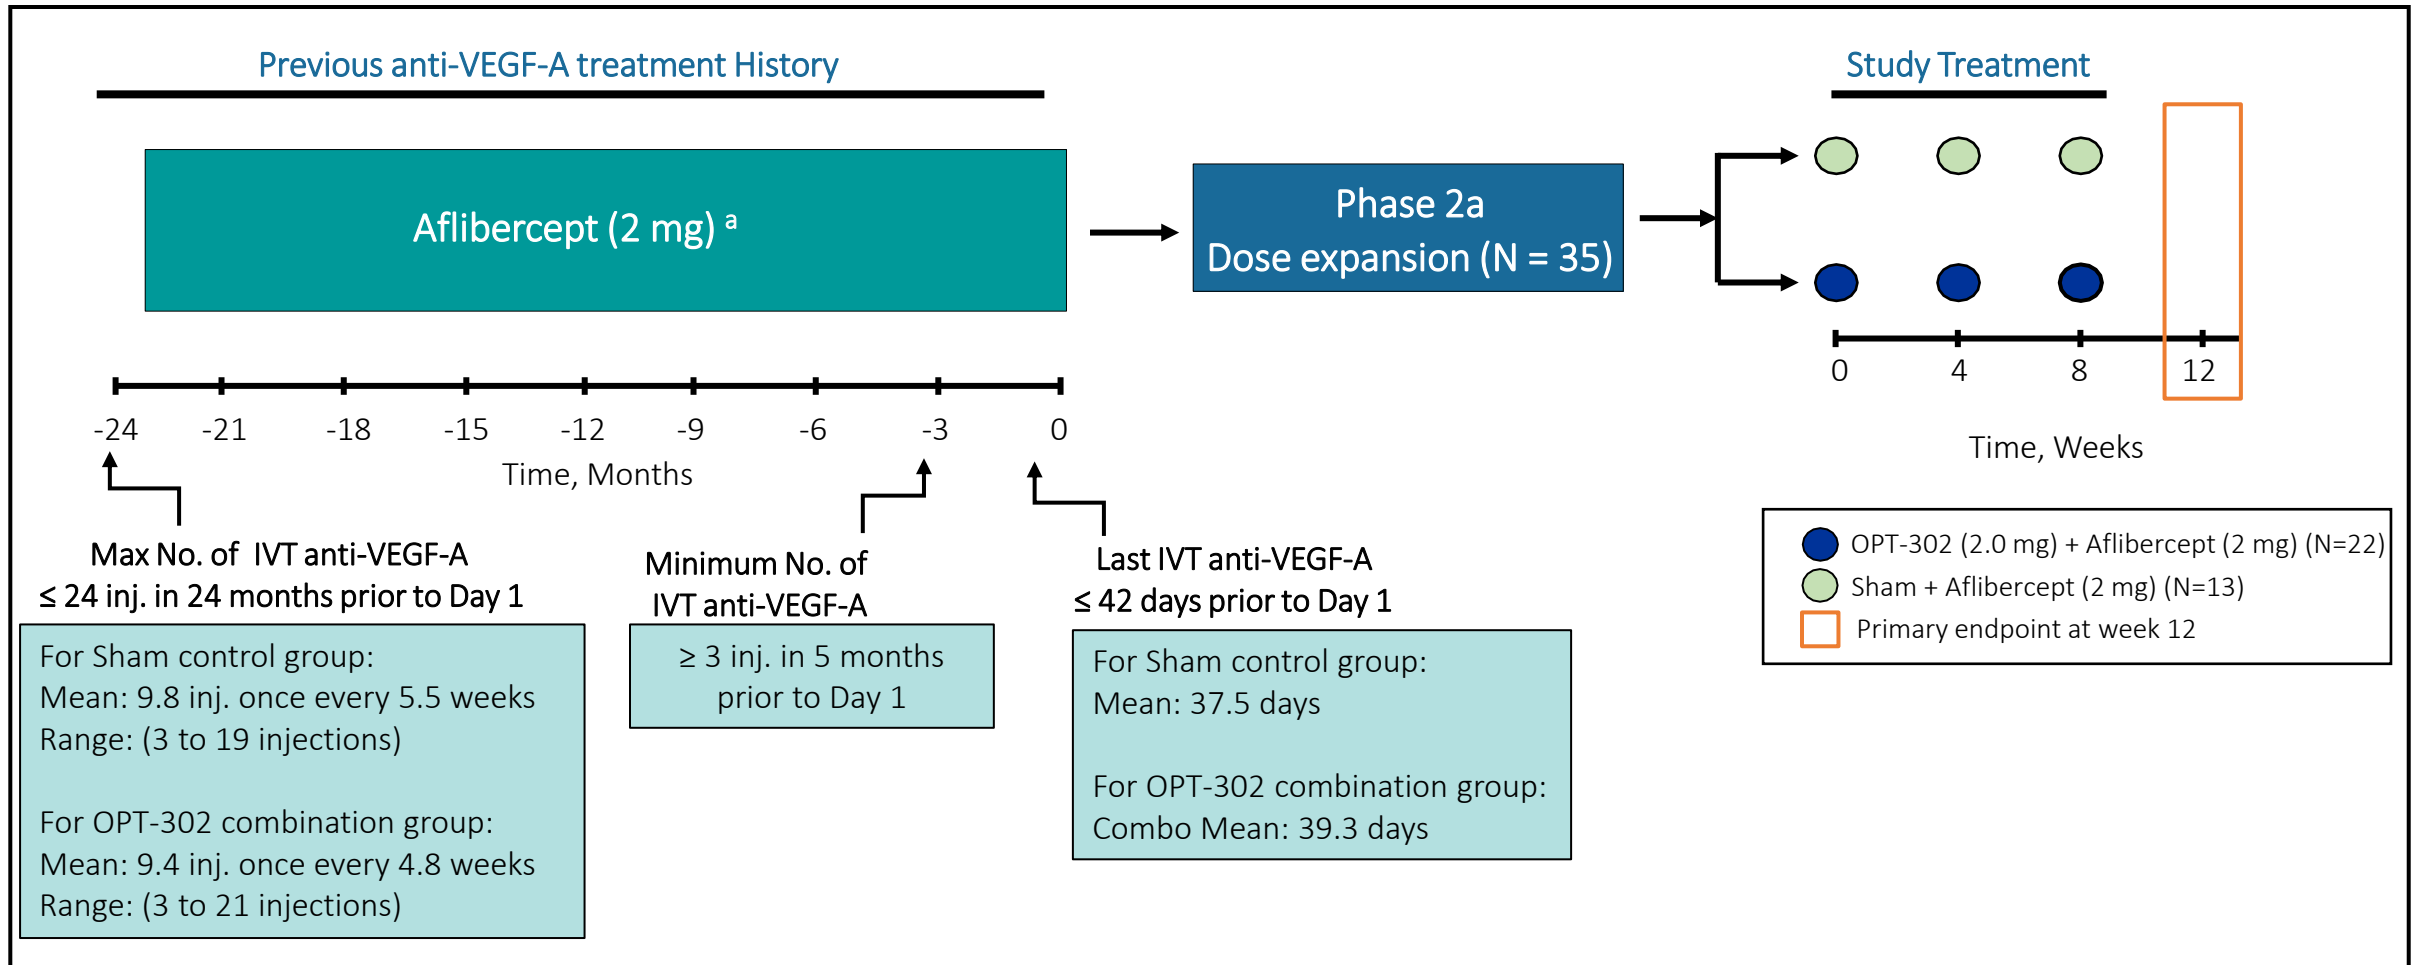 Previous anti-VEGF-A treatment History
Aflibercept (2 mg) a
-24 -21 -18 -15 -12 -9 -6 -3 0
Time, Months
Max No. of IVT anti-VEGF-A
≤ 24 inj. in 24 months prior to Day 1
For Sham control group:
Mean: 9.8 inj. once every 5.5 weeks
Range: (3 to 19 injections)
For OPT-302 combination group:
Mean: 9.4 inj. once every 4.8 weeks
Range: (3 to 21 injections)
Minimum No. of
IVT anti-VEGF-A
≥ 3 inj. in 5 months
prior to Day 1
Last IVT anti-VEGF-A
≤ 42 days prior to Day 1
For Sham control group:
Mean: 37.5 days
For OPT-302 combination group:
Combo Mean: 39.3 days
Phase 2a
Dose expansion (N = 35)
Study Treatment
0 4 8 12
Time, Weeks
OPT-302 (2.0 mg) + Aflibercept (2 mg) (N=22)
Sham + Aflibercept (2 mg) (N=13)
Primary endpoint at week 12